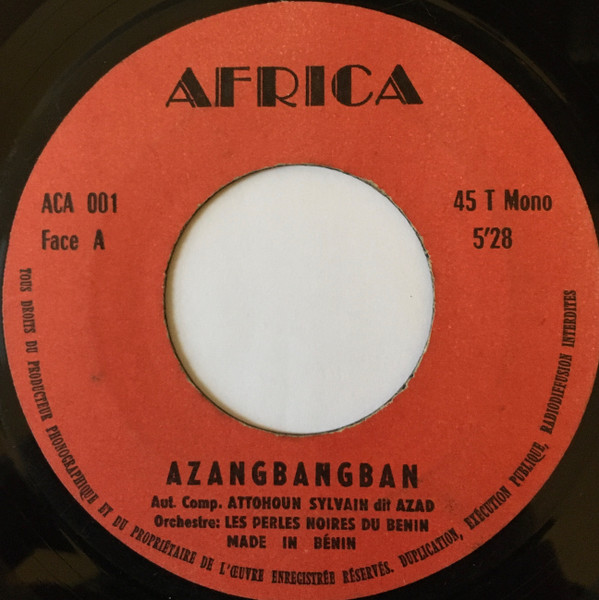 AFRICA
ACA 001
Face A
45 T Mono
5'28
AZANGBANGBAN
Aut. Comp. ATTOHOUN SYLVAIN dit AZAD
Orchestre: LES PERLES NOIRES DU BENIN
MADE IN BÉNIN
TOUS DROITS DU PRODUCTEUR PHONOGRAPHIQUE ET DU PROPRIÉTAIRE DE L'ŒUVRE ENREGISTRÉE RÉSERVÉS. DUPLICATION, EXÉCUTION PUBLIQUE, RADIODIFFUSION INTERDITES